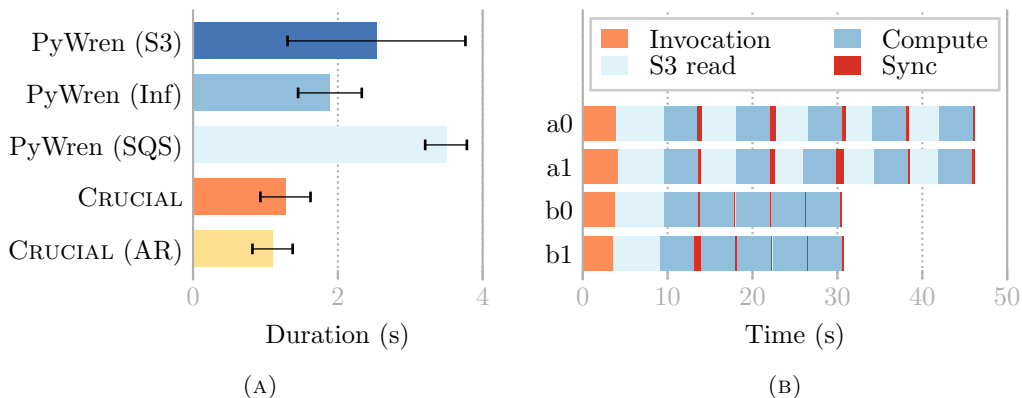 PyWren (S3)
PyWren (Inf)
PyWren (SQS)
CRUCIAL
CRUCIAL (AR)
0 2 4
Duration (s)
(A)
Invocation
S3 read
Compute
Sync
a0
a1
b0
b1
0 10 20 30 40 50
Time (s)
(B)